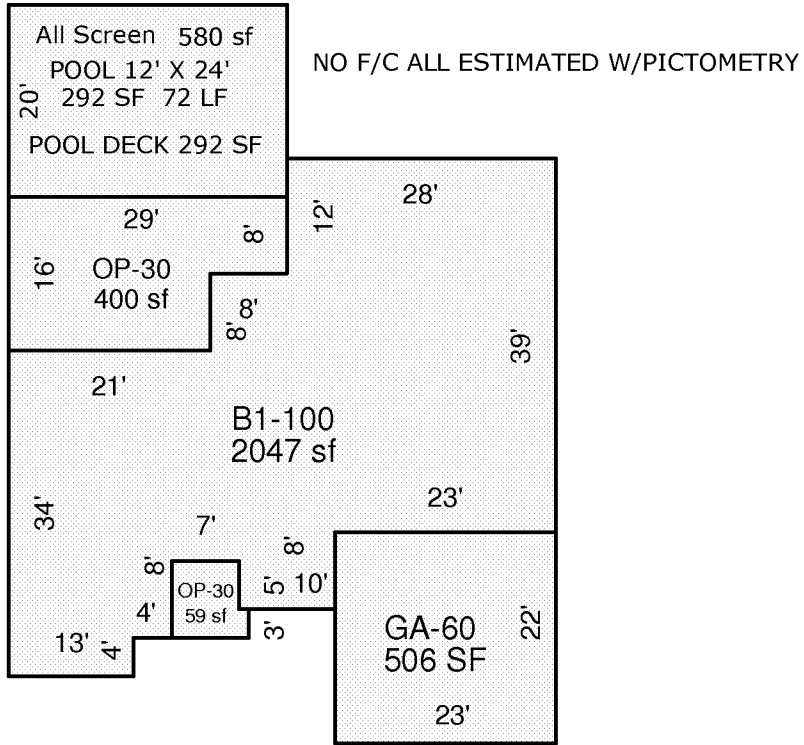 All Screen 580 sf
NO F/C ALL ESTIMATED W/PICTOMETRY
POOL 12' X 24'
292 SF 72 LF
20'
POOL DECK 292 SF
28'
12'
29'
8'
16'
OP-30
400 sf
8'
8'
39'
21'
B1-100
2047 sf
23'
34'
7'
8'
8'
OP-30
59 sf
5'
10'
4'
3'
22'
GA-60
506 SF
13'
4'
23'